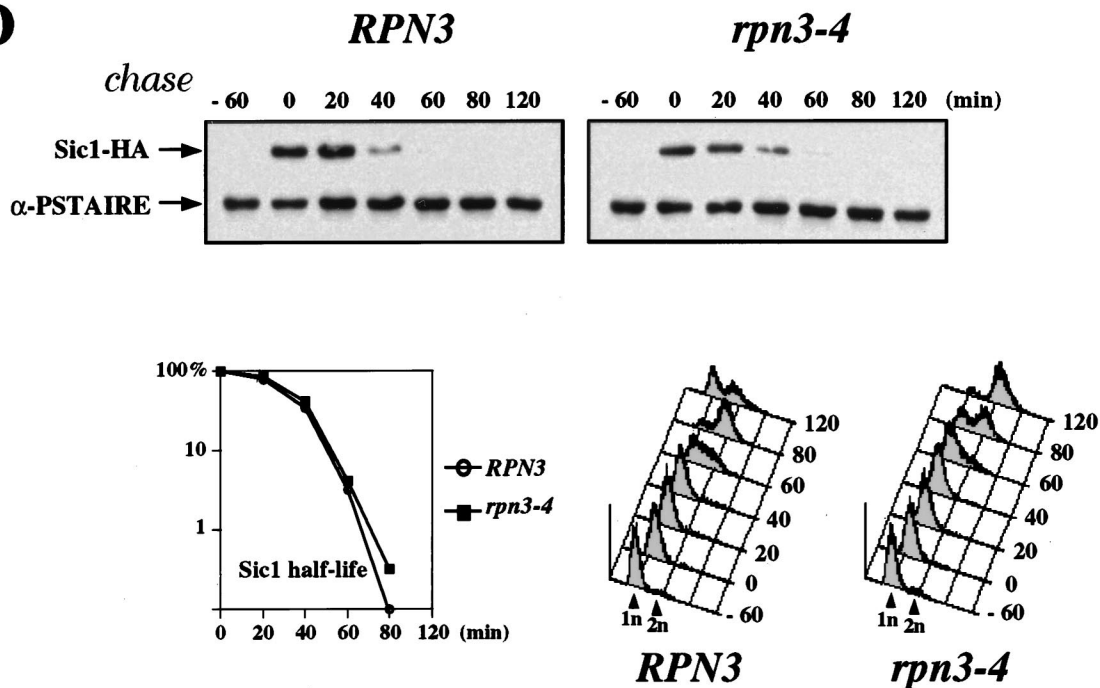 D
RPN3 rpn3-4
chase
- 60 0 20 40 60 80 120 - 60 0 20 40 60 80 120 (min)
Sic1-HA
α-PSTAIRE
100%
10
1
RPN3
rpn3-4
Sic1 half-life
0 20 40 60 80 120 (min)
120
80
60
40
20
0
- 60
1n 2n
RPN3
120
80
60
40
20
0
- 60
1n 2n
rpn3-4